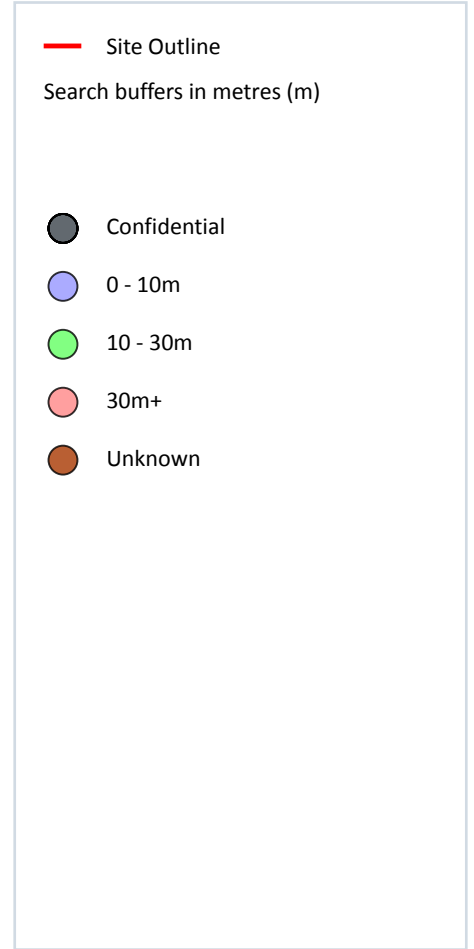 Site Outline
Search buffers in metres (m)
Confidential
0 - 10m
10 - 30m
30m+
Unknown